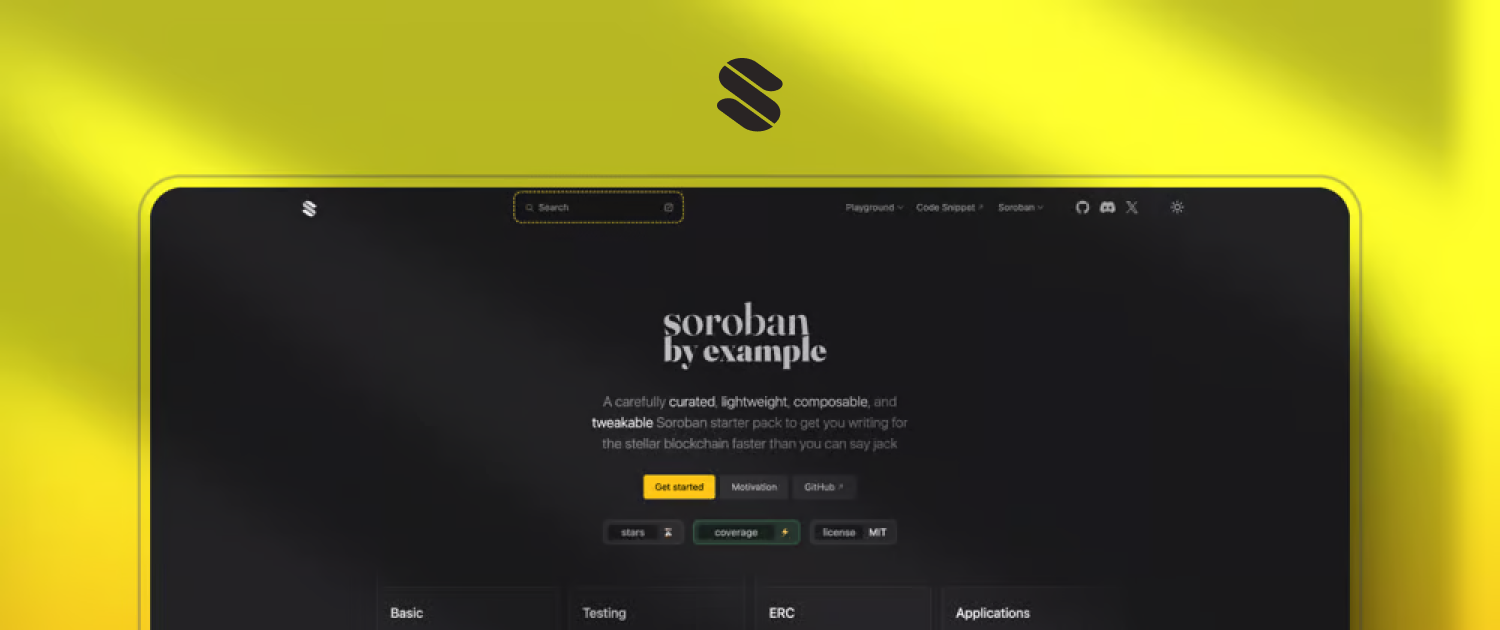 Search
Playground Code Snippet Soroban
soroban
by example
A carefully curated, lightweight, composable, and
tweakable Soroban starter pack to get you writing for
the stellar blockchain faster than you can say jack
Get started Motivation GitHub
stars coverage license MIT
Basic Testing ERC Applications